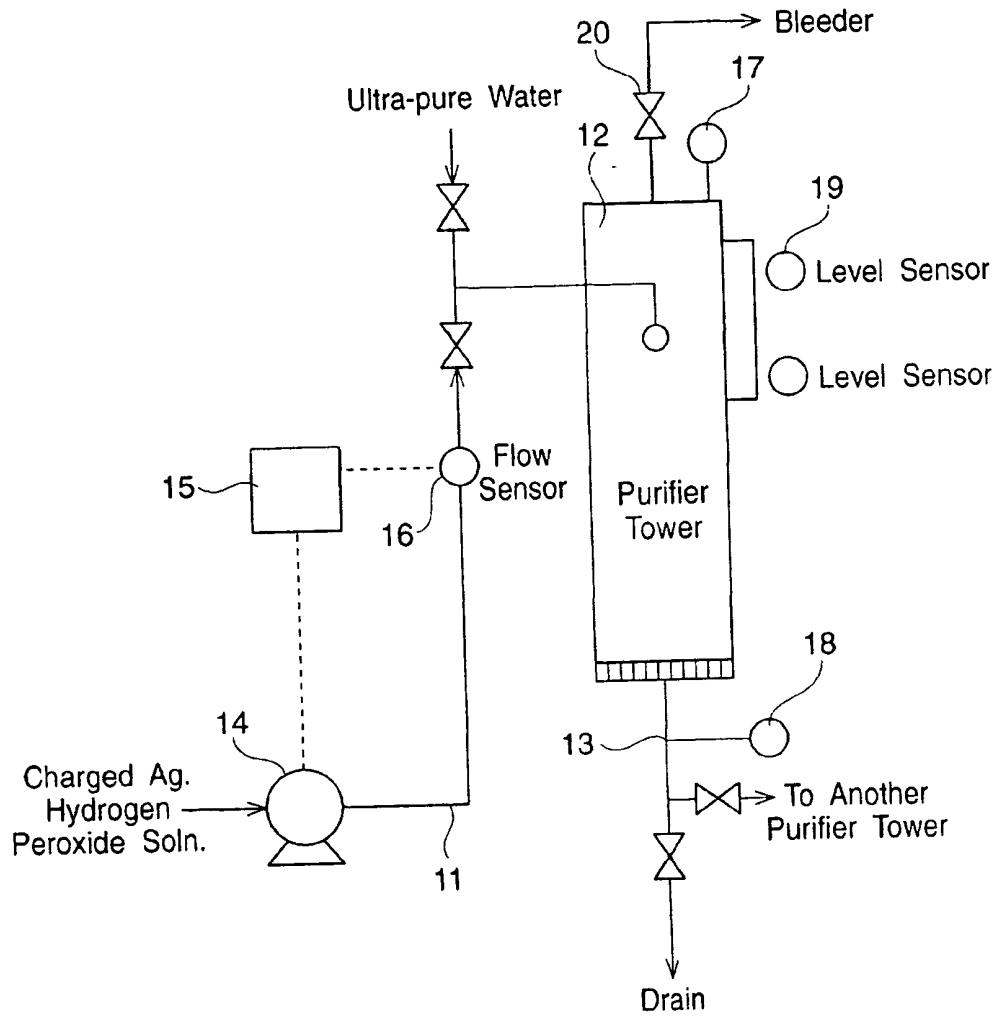 Bleeder
20
17
Ultra-pure Water
12
19
Level Sensor
Level Sensor
Flow
Sensor
15
16
Purifier
Tower
18
14
13
Charged Ag.
Hydrogen
Peroxide Soln.
To Another
Purifier Tower
11
Drain